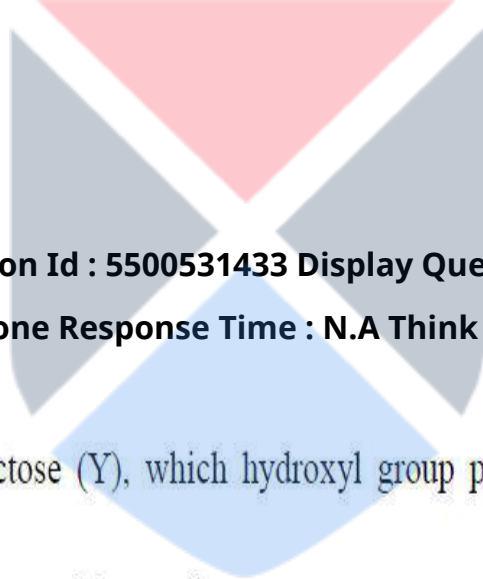 on Id : 5500531433 Display Que
one Response Time : N.A Think
ctose (Y), which hydroxyl group p